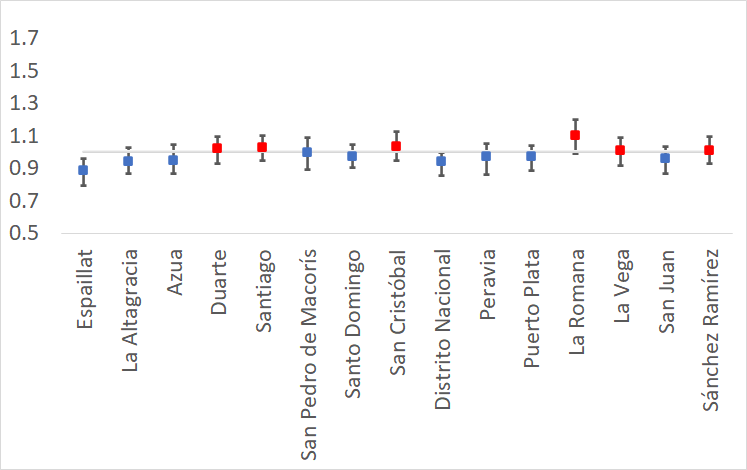 1.7
1.5
1.3
1.1
0.9
0.7
0.5
Espaillat
La Altagracia
Azua
Duarte
Santiago
San Pedro de Macorís
Santo Domingo
San Cristóbal
Distrito Nacional
Peravia
Puerto Plata
La Romana
La Vega
San Juan
Sánchez Ramírez